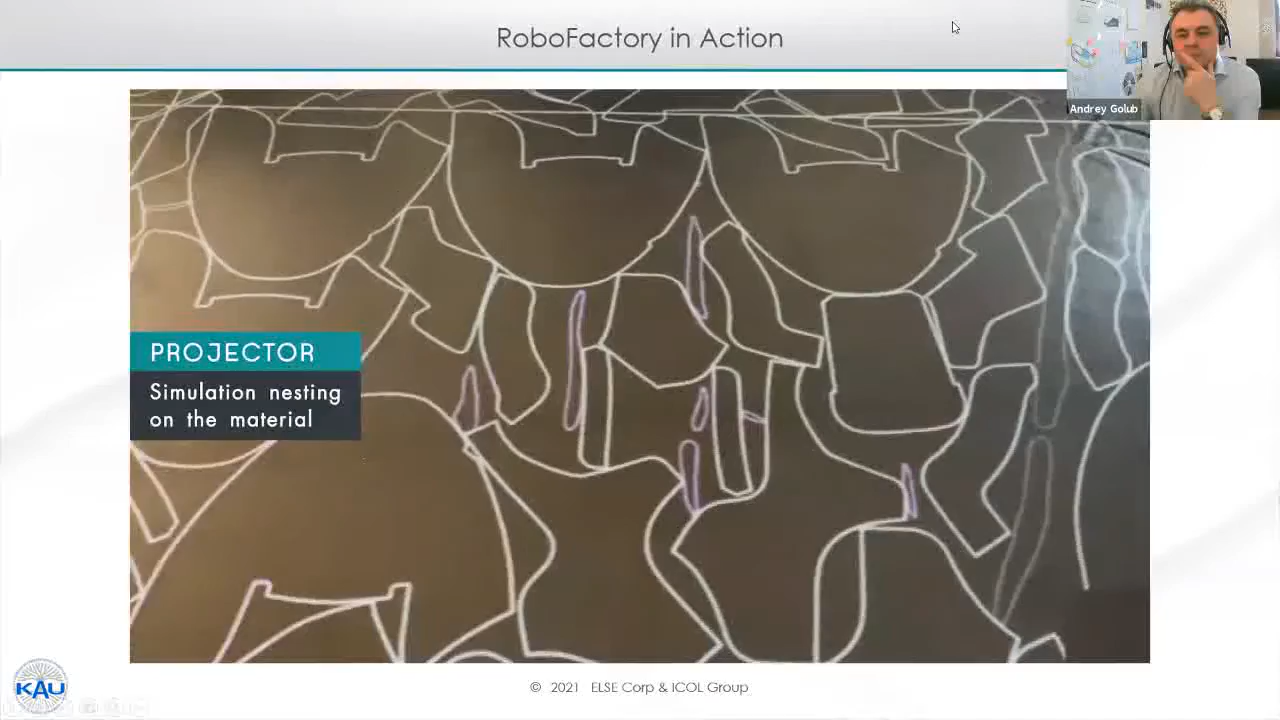 RoboFactory in Action
Andrey Golub
PROJECTOR
Simulation nesting
on the material
KAU
© 2021 ELSE Corp & ICOL Group